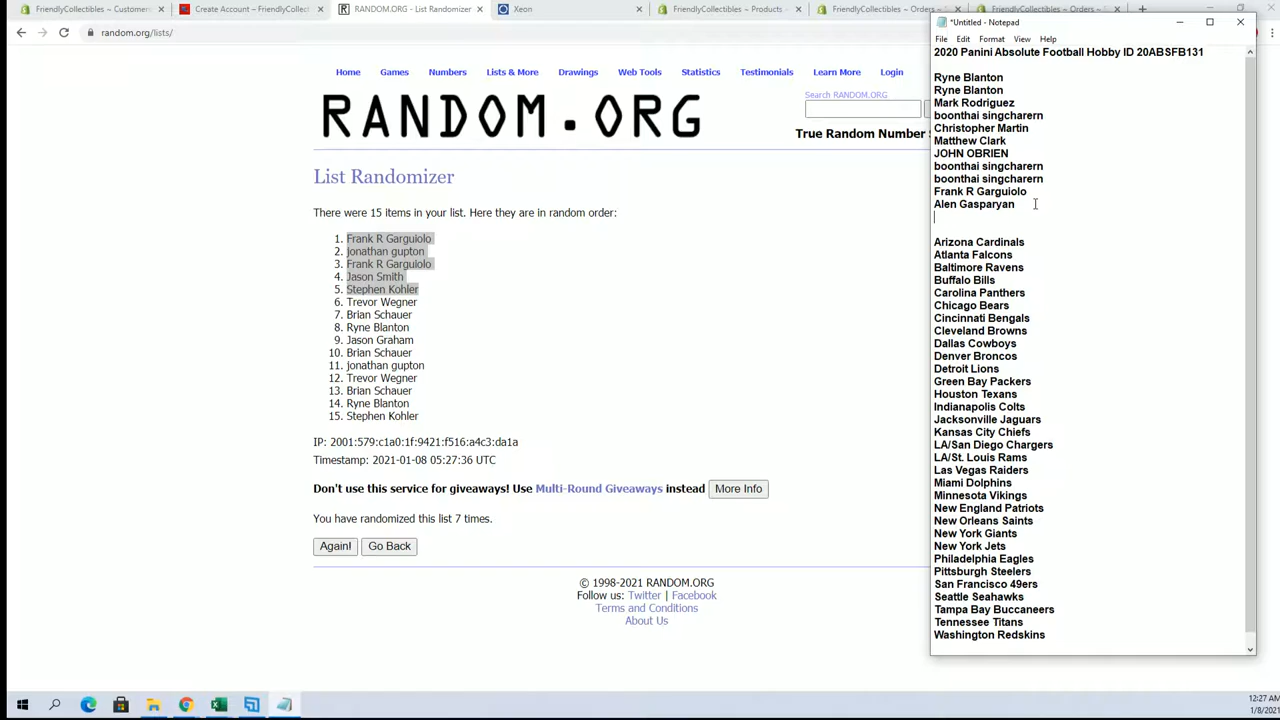 FriendlyCollectibles ~ Customers
Create Account – FriendlyCollect
RANDOM.ORG - List Randomizer
Xeon
FriendlyCollectibles ~ Products
FriendlyCollectibles ~ Orders
FriendlyCollectibles ~ Orders
random.org/lists/
Home Games Numbers Lists & More Drawings Web Tools Statistics Testimonials Learn More Login
Search RANDOM.ORG
RANDOM.ORG
True Random Number
List Randomizer
There were 15 items in your list. Here they are in random order:
1. Frank R Garguiolo
2. jonathan gupton
3. Frank R Garguiolo
4. Jason Smith
5. Stephen Kohler
6. Trevor Wegner
7. Brian Schauer
8. Ryne Blanton
9. Jason Graham
10. Brian Schauer
11. jonathan gupton
12. Trevor Wegner
13. Brian Schauer
14. Ryne Blanton
15. Stephen Kohler
IP: 2001:579:c1a0:1f:9421:f516:a4c3:da1a
Timestamp: 2021-01-08 05:27:36 UTC
Don't use this service for giveaways! Use Multi-Round Giveaways instead More Info
You have randomized this list 7 times.
Again! Go Back
© 1998-2021 RANDOM.ORG
Follow us: Twitter | Facebook
Terms and Conditions
About Us
*Untitled - Notepad
File Edit Format View Help
2020 Panini Absolute Football Hobby ID 20ABSFB131
Ryne Blanton
Ryne Blanton
Mark Rodriguez
boonthai singcharern
Christopher Martin
Matthew Clark
JOHN OBRIEN
boonthai singcharern
boonthai singcharern
Frank R Garguiolo
Alen Gasparyan
Arizona Cardinals
Atlanta Falcons
Baltimore Ravens
Buffalo Bills
Carolina Panthers
Chicago Bears
Cincinnati Bengals
Cleveland Browns
Dallas Cowboys
Denver Broncos
Detroit Lions
Green Bay Packers
Houston Texans
Indianapolis Colts
Jacksonville Jaguars
Kansas City Chiefs
LA/San Diego Chargers
LA/St. Louis Rams
Las Vegas Raiders
Miami Dolphins
Minnesota Vikings
New England Patriots
New Orleans Saints
New York Giants
New York Jets
Philadelphia Eagles
Pittsburgh Steelers
San Francisco 49ers
Seattle Seahawks
Tampa Bay Buccaneers
Tennessee Titans
Washington Redskins
12:27 AM
1/8/2021